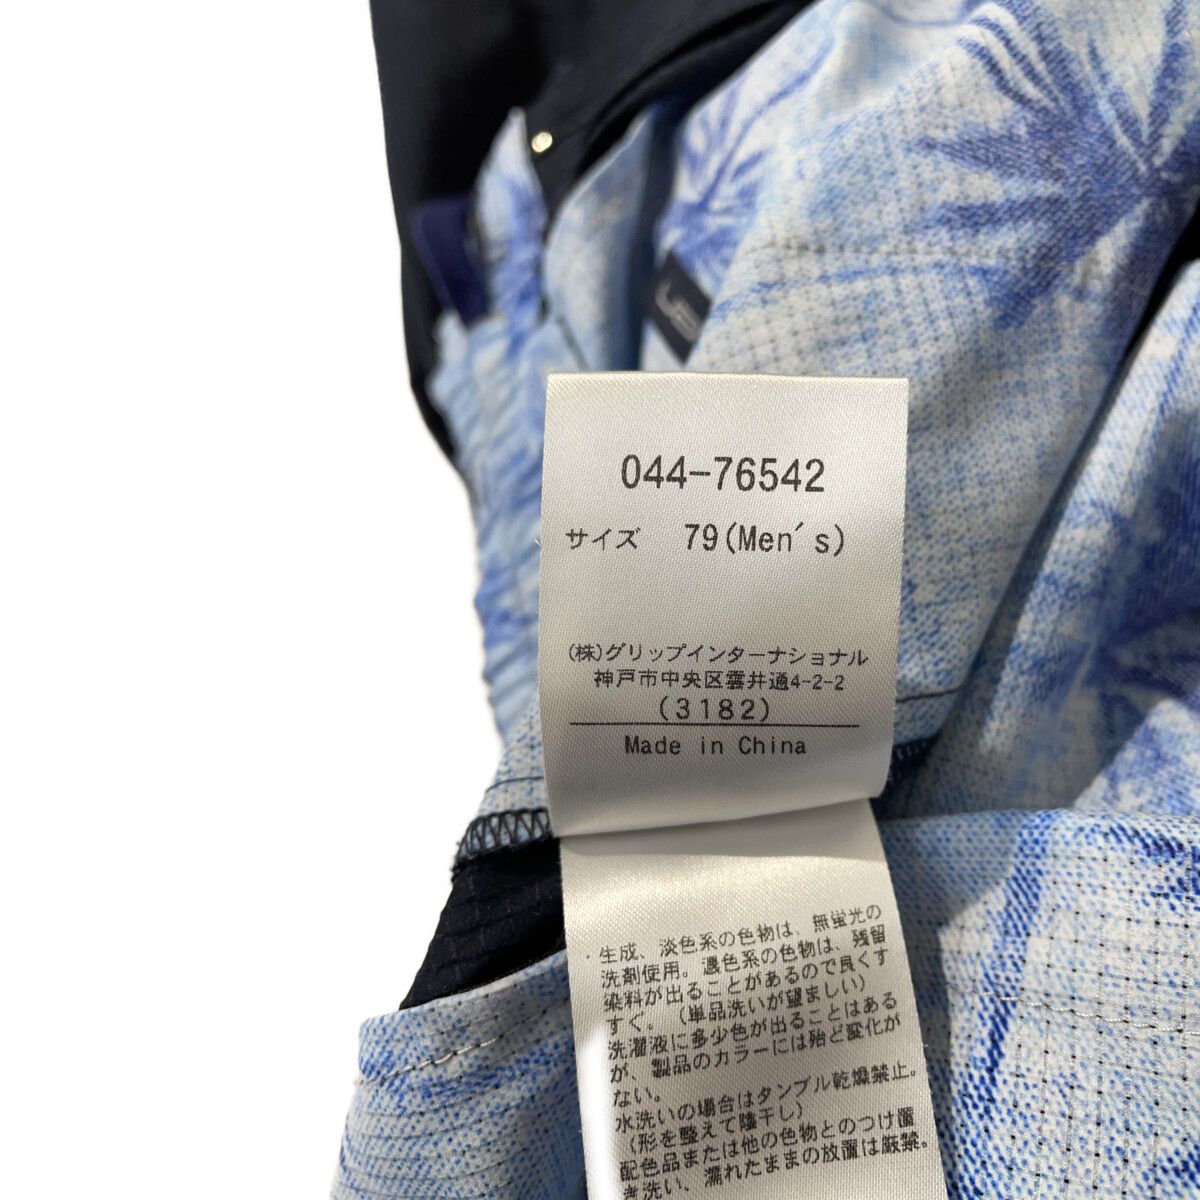 044-76542
サイズ 79(Men's)
(株)グリップインターナショナル
神戸市中央区雲井通4-2-2
(3182)
Made in China
・生成、淡色系の色物は、無蛍光の
洗剤使用。濃色系の色物は、残留
染料が出ることがあるので良くす
すぐ。(単品洗いが望ましい)
洗濯液に多少色が出ることはある
が、製品のカラーには殆ど変化が
ない。
水洗いの場合はタンブル乾燥禁止。
(形を整えて陰干し)
配色品または他の色物とのつけ置
き洗い、濡れたままの放置は厳禁。